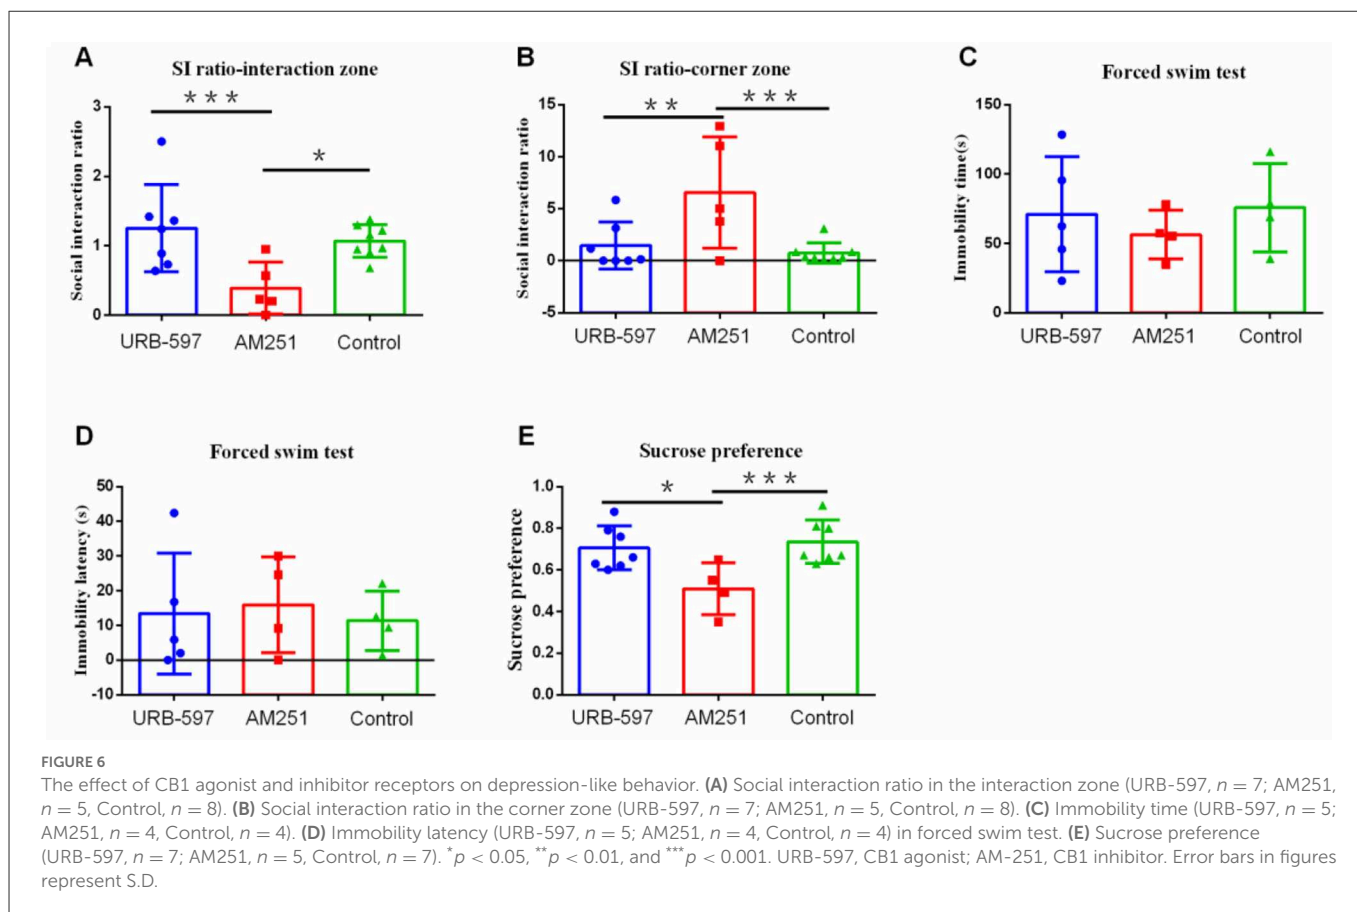 A
SI ratio-interaction zone
Social interaction ratio
3
2
1
0
***
*
URB-597 AM251 Control
B
SI ratio-corner zone
Social interaction ratio
15
10
5
0
-5
** ***
URB-597 AM251 Control
C
Forced swim test
Immobility time(s)
150
100
50
0
URB-597 AM251 Control
D
Forced swim test
Immobility latency (s)
50
40
30
20
10
0
-10
URB-597 AM251 Control
E
Sucrose preference
Sucrose preference
1.0
0.8
0.6
0.4
0.2
0.0
* ***
URB-597 AM251 Control
FIGURE 6
The effect of CB1 agonist and inhibitor receptors on depression-like behavior. (A) Social interaction ratio in the interaction zone (URB-597, n = 7; AM251,
n = 5, Control, n = 8). (B) Social interaction ratio in the corner zone (URB-597, n = 7; AM251, n = 5, Control, n = 8). (C) Immobility time (URB-597, n = 5;
AM251, n = 4, Control, n = 4). (D) Immobility latency (URB-597, n = 5; AM251, n = 4, Control, n = 4) in forced swim test. (E) Sucrose preference
(URB-597, n = 7; AM251, n = 5, Control, n = 7). *p < 0.05, **p < 0.01, and ***p < 0.001. URB-597, CB1 agonist; AM-251, CB1 inhibitor. Error bars in figures
represent S.D.